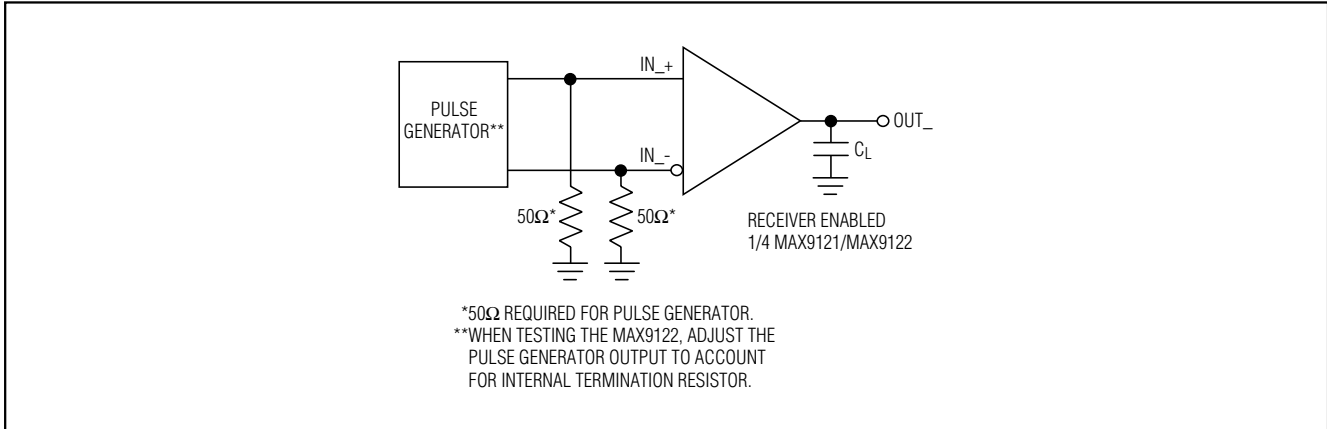 IN_+
PULSE
GENERATOR**
OUT_
IN_-
CL
50Ω*
50Ω*
RECEIVER ENABLED
1/4 MAX9121/MAX9122
*50Ω REQUIRED FOR PULSE GENERATOR.
**WHEN TESTING THE MAX9122, ADJUST THE
PULSE GENERATOR OUTPUT TO ACCOUNT
FOR INTERNAL TERMINATION RESISTOR.